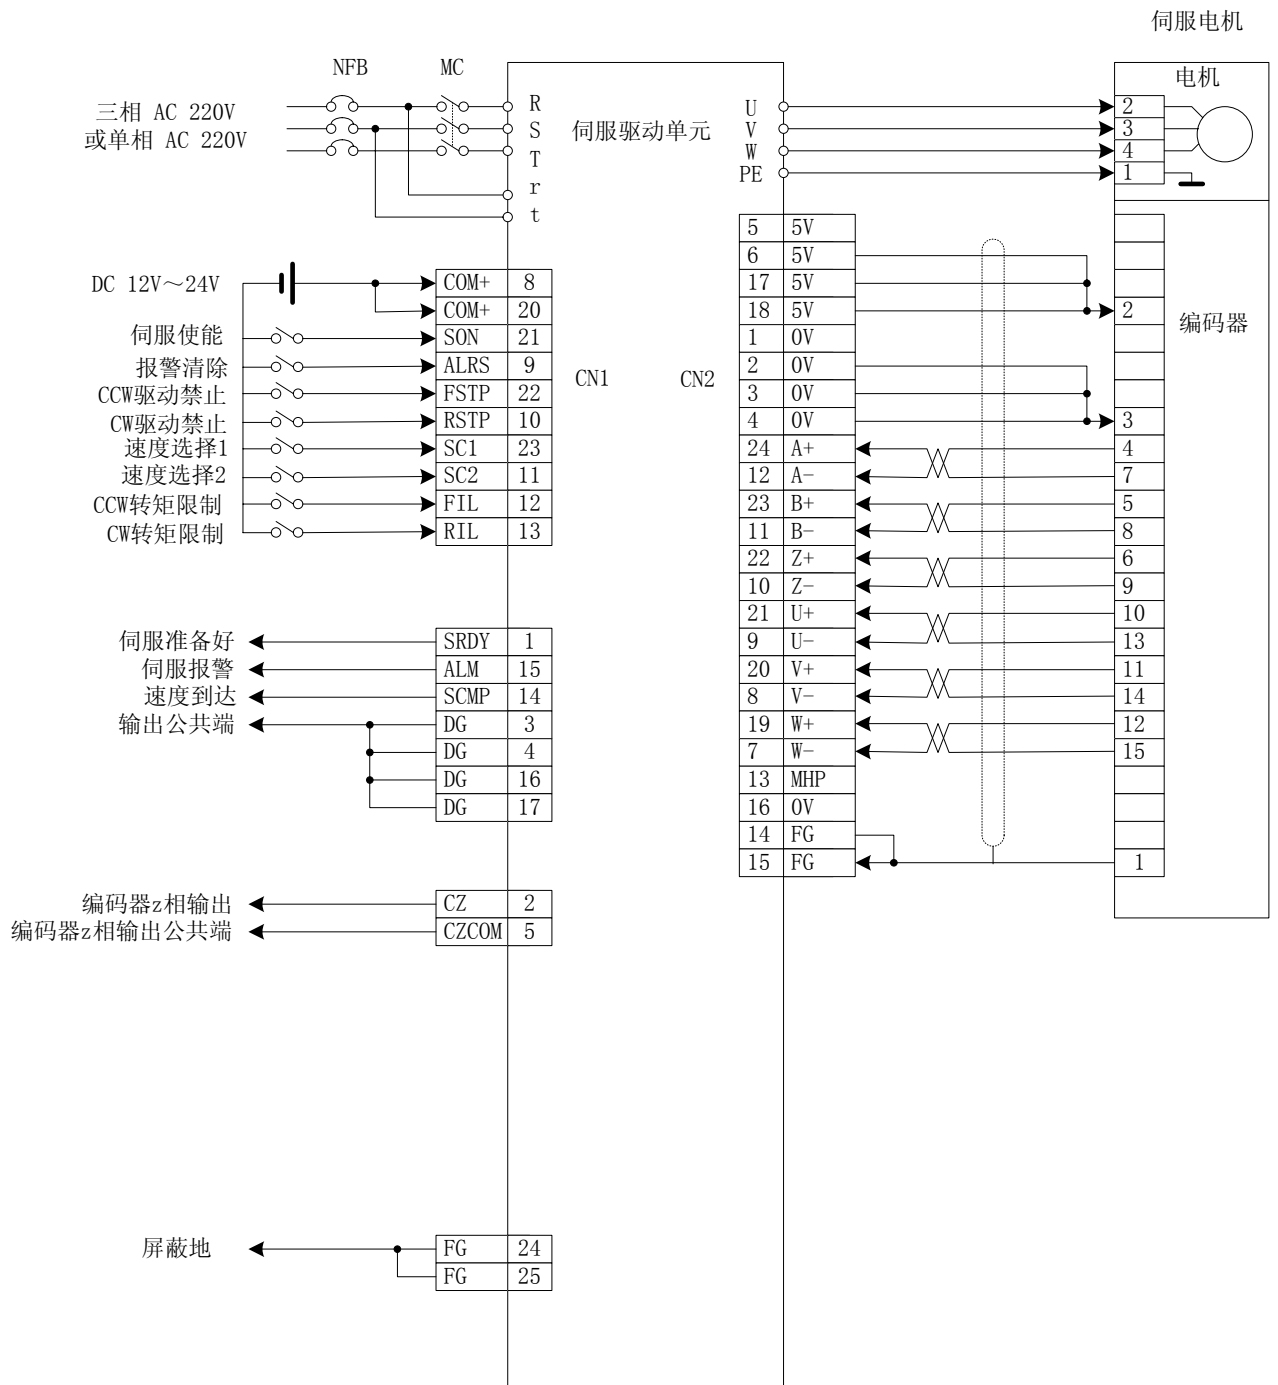 伺服电机
NFB MC
电机
三相 AC 220V
或单相 AC 220V
R
S
T
r
t
伺服驱动单元
U 2
V 3
W 4
PE 1
DC 12V～24V
COM+ 8
COM+ 20
伺服使能 SON 21
报警清除 ALRS 9
CCW驱动禁止 FSTP 22
CW驱动禁止 RSTP 10
速度选择1 SC1 23
速度选择2 SC2 11
CCW转矩限制 FIL 12
CW转矩限制 RIL 13
CN1
CN2
伺服准备好 SRDY 1
伺服报警 ALM 15
速度到达 SCMP 14
输出公共端 DG 3
DG 4
DG 16
DG 17
编码器z相输出 CZ 2
编码器z相输出公共端 CZCOM 5
屏蔽地 FG 24
FG 25
5 5V
6 5V
17 5V
18 5V 2
编码器
1 0V
2 0V
3 0V
4 0V 3
24 A+ 4
12 A- 7
23 B+ 5
11 B- 8
22 Z+ 6
10 Z- 9
21 U+ 10
9 U- 13
20 V+ 11
8 V- 14
19 W+ 12
7 W- 15
13 MHP
16 0V
14 FG
15 FG 1